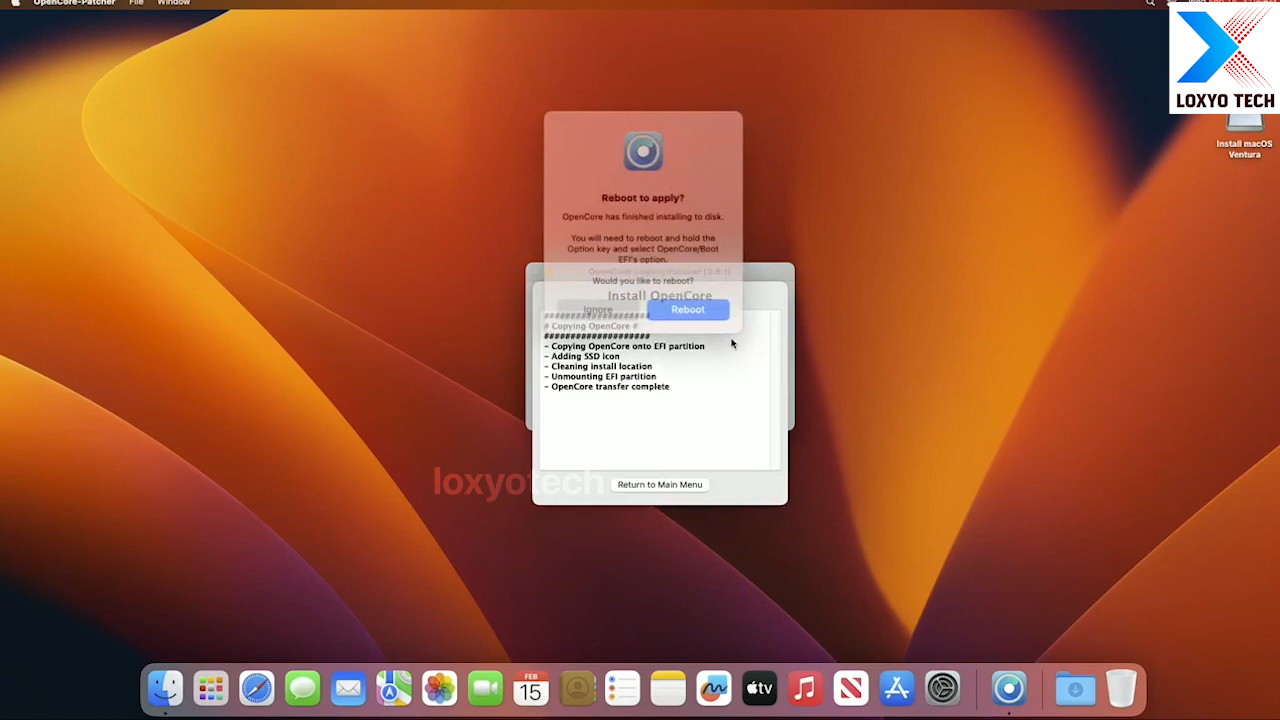 OpenCore-Patcher File Window
LOXYO TECH
Install macOS
Ventura
Reboot to apply?
OpenCore has finished installing to disk.
You will need to reboot and hold the
Option key and select OpenCore/Boot
EFI's option.
Would you like to reboot?
Install OpenCore
Ignore
Reboot
####################
# Copying OpenCore #
####################
- Copying OpenCore onto EFI partition
- Adding SSD icon
- Cleaning install location
- Unmounting EFI partition
- OpenCore transfer complete
loxyotech
Return to Main Menu
FEB
15
tv